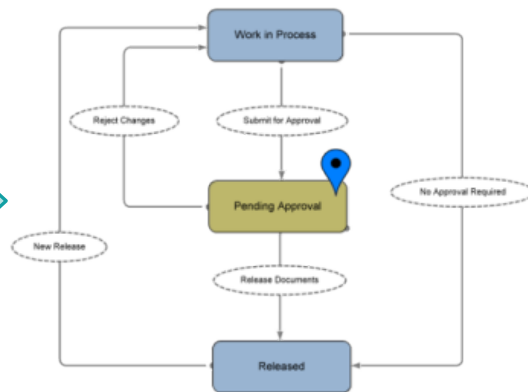 Work in Process
Reject Changes
Submit for Approval
Pending Approval
No Approval Required
New Release
Release Documents
Released